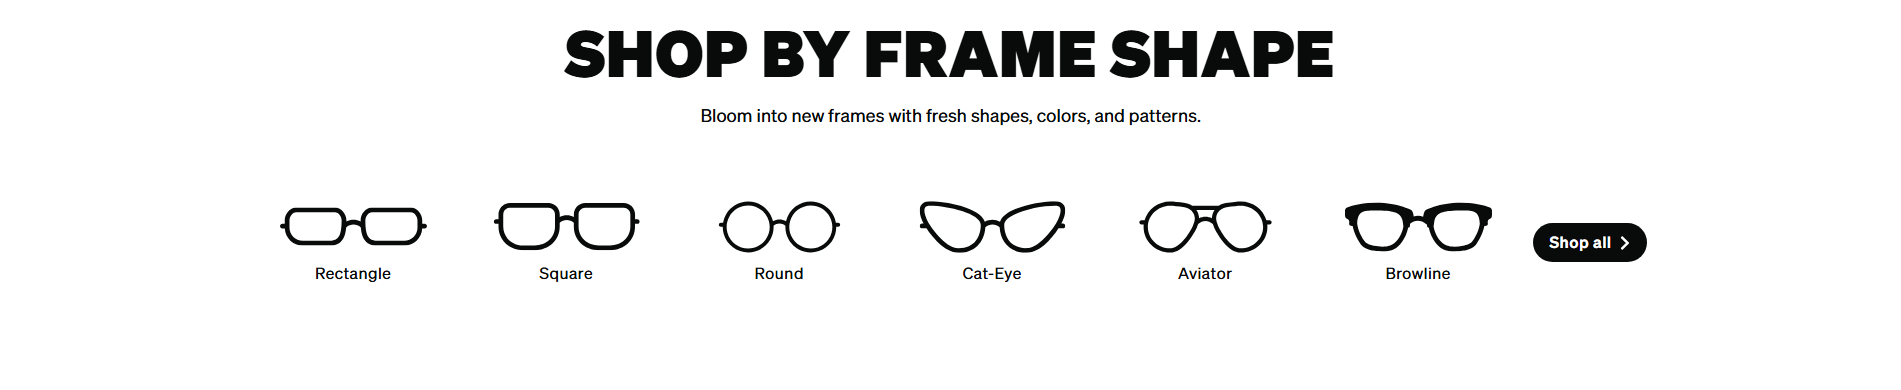 SHOP BY FRAME SHAPE
Bloom into new frames with fresh shapes, colors, and patterns.
Rectangle
Square
Round
Cat-Eye
Aviator
Browline
Shop all